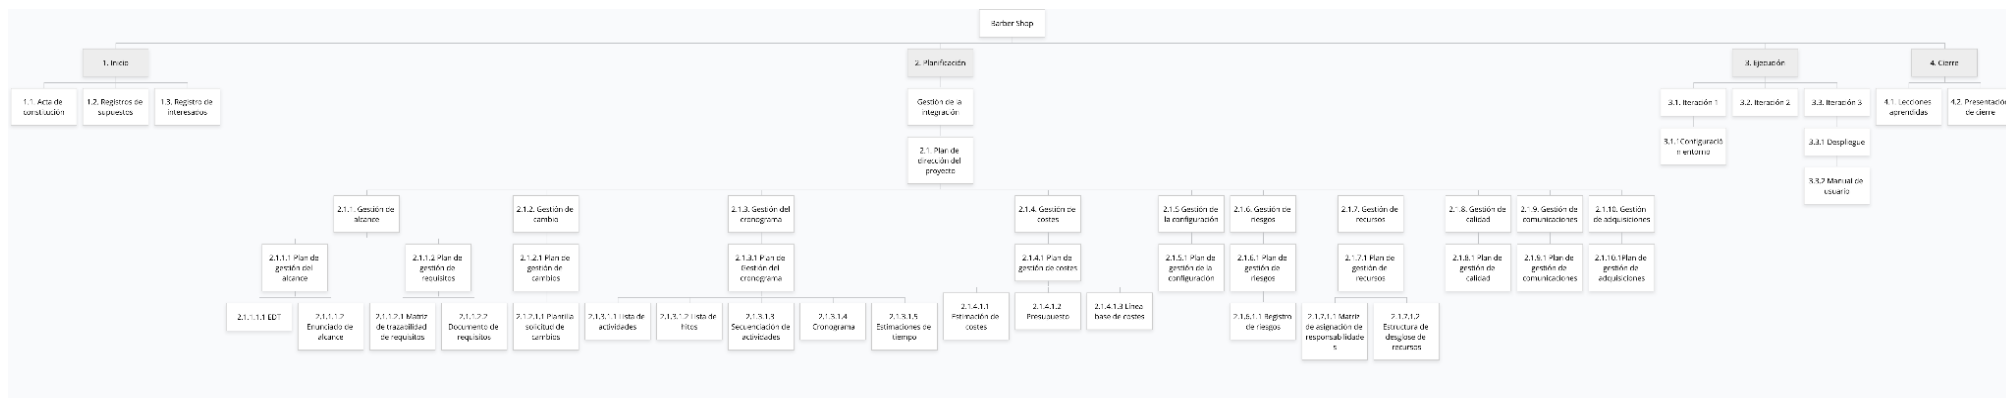 Barber Shop
1. Inicio
2. Planificación
3. Ejecución
4. Cierre
1.1. Acta de
constitución
1.2. Registros de
supuestos
1.3. Registro de
interesados
Gestión de la
integración
3.1. Iteración 1
3.2. Iteración 2
3.3. Iteración 3
4.1. Lecciones
aprendidas
4.2. Presentació
de cierre
2.1. Plan de
dirección del
proyecto
3.1.1Configuració
n entorno
3.3.1 Despliegue
3.3.2 Manual de
usuario
2.1.1. Gestión de
alcance
2.1.2. Gestión de
cambio
2.1.3. Gestión del
cronograma
2.1.4. Gestión de
costes
2.1.5 Gestión de
la configuración
2.1.6. Gestión de
riesgos
2.1.7. Gestión de
recursos
2.1.8. Gestión de
calidad
2.1.9. Gestión de
comunicaciones
2.1.10. Gestión
de adquisiciones
2.1.1.1 Plan de
gestión del
alcance
2.1.1.2 Plan de
gestión de
requisitos
2.1.2.1 Plan de
gestión de
cambios
2.1.3.1 Plan de
Gestión del
cronograma
2.1.4.1 Plan de
gestión de costes
2.1.5.1 Plan de
gestión de la
configuración
2.1.6.1 Plan de
gestión de
riesgos
2.1.7.1 Plan de
gestión de
recursos
2.1.8.1 Plan de
gestión de
calidad
2.1.9.1 Plan de
gestión de
comunicaciones
2.1.10.1Plan de
gestión de
adquisiciones
2.1.1.1.1 EDT
2.1.1.1.2
Enunciado de
alcance
2.1.1.2.1 Matriz
de trazabilidad
de requisitos
2.1.1.2.2
Documento de
requisitos
2.1.2.1.1 Plantilla
solicitud de
cambios
2.1.3.1.1 Lista de
actividades
2.1.3.1.2 Lista de
hitos
2.1.3.1.3
Secuenciación de
actividades
2.1.3.1.4
Cronograma
2.1.3.1.5
Estimaciones de
tiempo
2.1.4.1.1
Estimación de
costes
2.1.4.1.2
Presupuesto
2.1.4.1.3 Línea
base de costes
2.1.6.1.1 Registro
de riesgos
2.1.7.1.1 Matriz
de asignación de
responsabilidade
s
2.1.7.1.2
Estructura de
desglose de
recursos